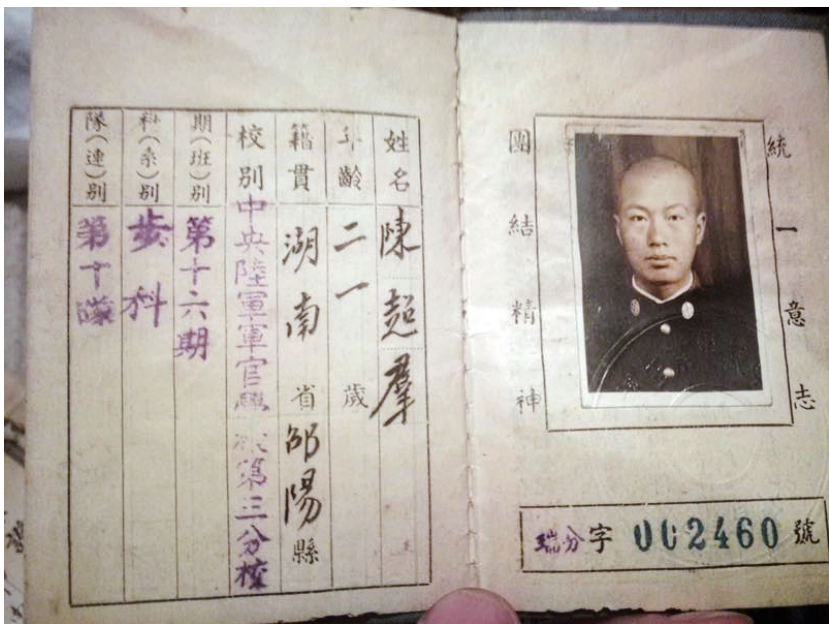 統一意志
團結精神
瑞分字 002460 號
姓名 陳超羣
年齡 二一歲
籍貫 湖南省邵陽縣
校別 中央陸軍軍官學校第三分校
期(班)別 第十六期
科(系)別 步科
隊(連)別 第十隊